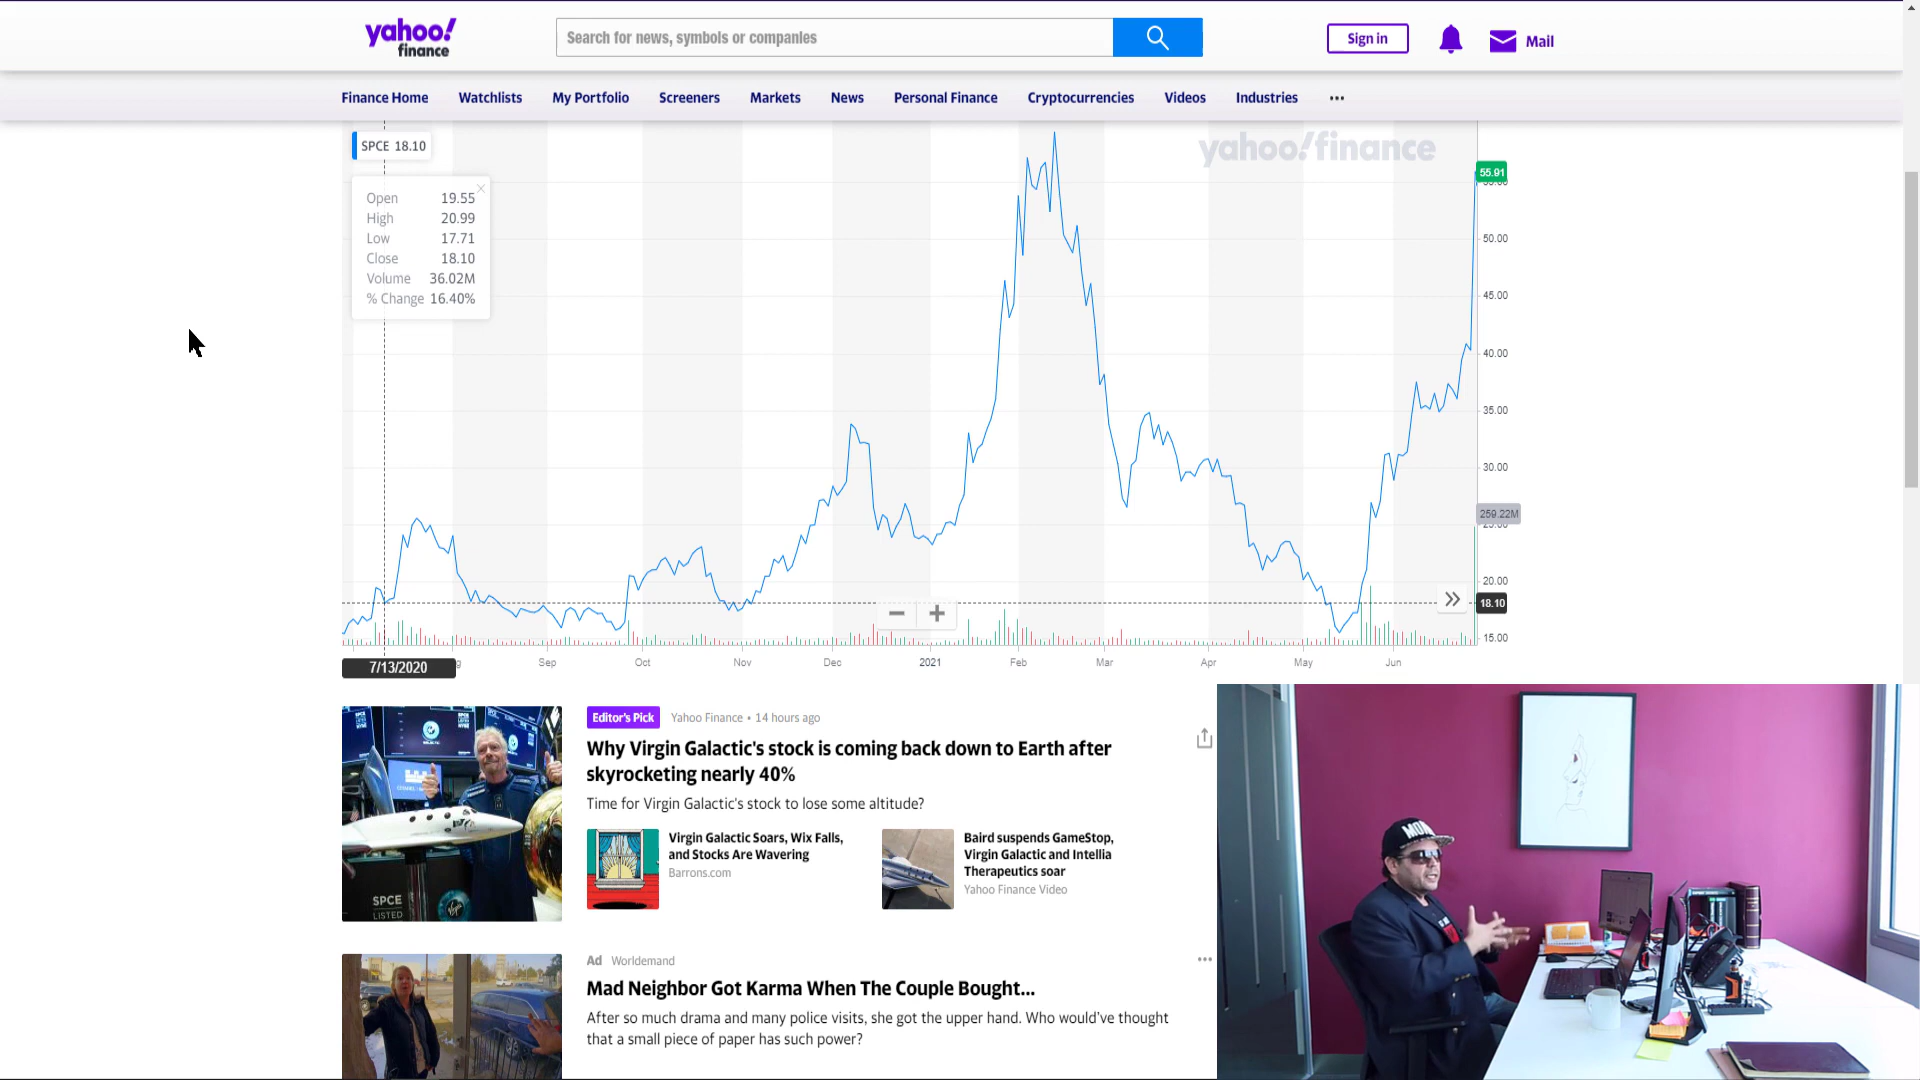 yahoo!
finance
Search for news, symbols or companies
Sign in
Mail
Finance Home
Watchlists
My Portfolio
Screeners
Markets
News
Personal Finance
Cryptocurrencies
Videos
Industries
SPCE 18.10
Open 19.55
High 20.99
Low 17.71
Close 18.10
Volume 36.02M
% Change 16.40%
yahoo!finance
55.91
50.00
45.00
40.00
35.00
30.00
259.22M
20.00
18.10
15.00
7/13/2020
Sep
Oct
Nov
Dec
2021
Feb
Mar
Apr
May
Jun
Editor's Pick
Yahoo Finance • 14 hours ago
Why Virgin Galactic's stock is coming back down to Earth after
skyrocketing nearly 40%
Time for Virgin Galactic's stock to lose some altitude?
Virgin Galactic Soars, Wix Falls,
and Stocks Are Wavering
Barrons.com
Baird suspends GameStop,
Virgin Galactic and Intellia
Therapeutics soar
Yahoo Finance Video
SPCE
LISTED
Ad Worldemand
Mad Neighbor Got Karma When The Couple Bought...
After so much drama and many police visits, she got the upper hand. Who would've thought
that a small piece of paper has such power?